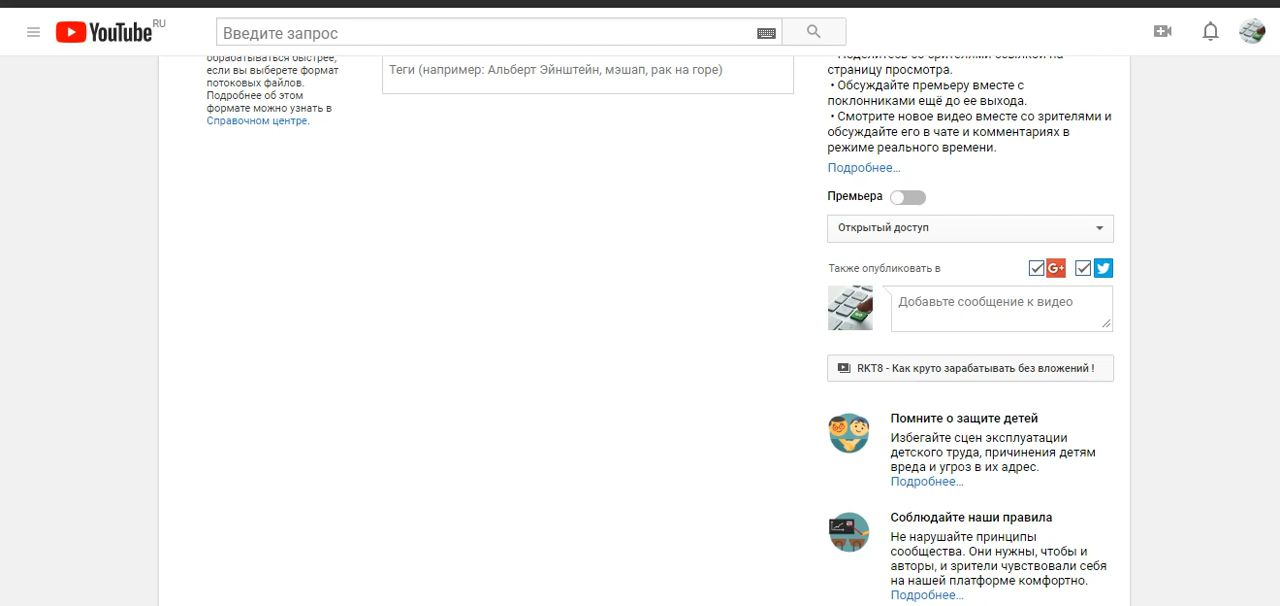 YouTube RU
Введите запрос
обрабатываться быстрее,
если вы выберете формат
потоковых файлов.
Подробнее об этом
формате можно узнать в
Справочном центре.
Теги (например: Альберт Эйнштейн, мэшап, рак на горе)
• Поделитесь со зрителями ссылкой на
страницу просмотра.
• Обсуждайте премьеру вместе с
поклонниками ещё до ее выхода.
• Смотрите новое видео вместе со зрителями и
обсуждайте его в чате и комментариях в
режиме реального времени.
Подробнее...
Премьера
Открытый доступ
Также опубликовать в
G+
Добавьте сообщение к видео
RKT8 - Как круто зарабатывать без вложений !
Помните о защите детей
Избегайте сцен эксплуатации
детского труда, причинения детям
вреда и угроз в их адрес.
Подробнее...
Соблюдайте наши правила
Не нарушайте принципы
сообщества. Они нужны, чтобы и
авторы, и зрители чувствовали себя
на нашей платформе комфортно.
Подробнее...